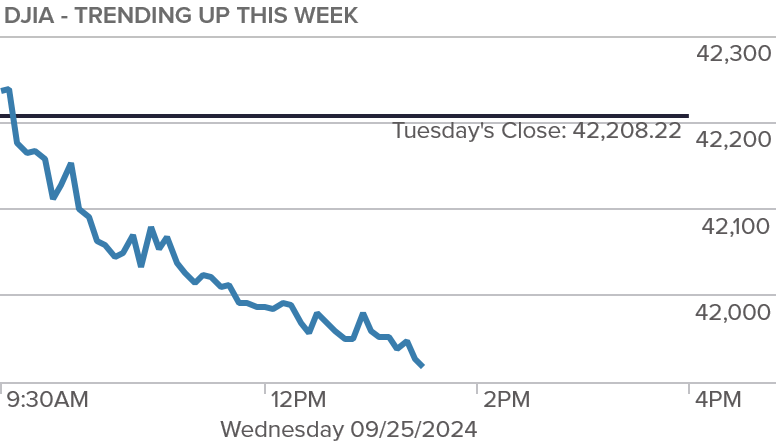 DJIA - TRENDING UP THIS WEEK
42,300
Tuesday's Close: 42,208.22
42,200
42,100
42,000
9:30AM 12PM 2PM 4PM
Wednesday 09/25/2024